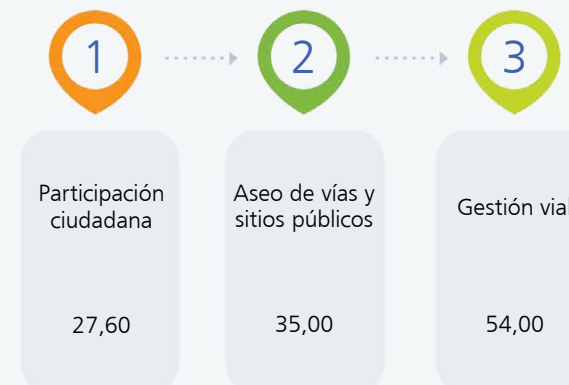 1
2
3
Participación
ciudadana
27,60
Aseo de vías y
sitios públicos
35,00
Gestión vial
54,00